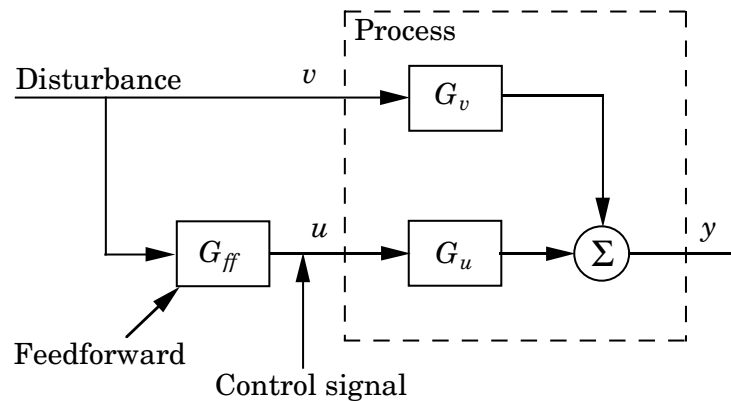 Process
Disturbance
v
G_v
G_ff
u
G_u
Σ
y
Feedforward
Control signal